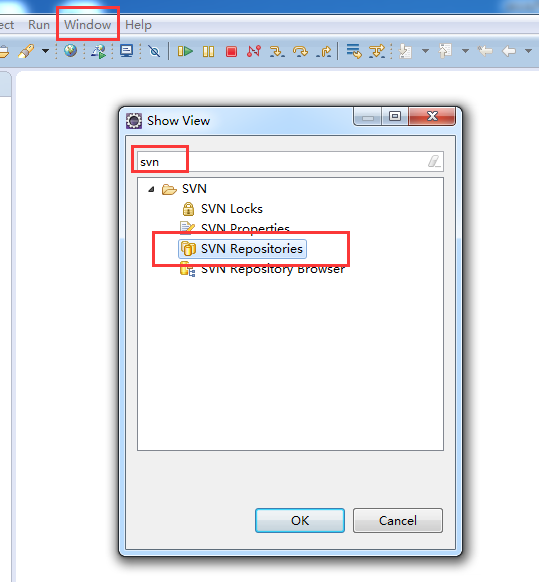 ect Run Window Help
Show View
svn
SVN
SVN Locks
SVN Properties
SVN Repositories
SVN Repository Browser
OK Cancel